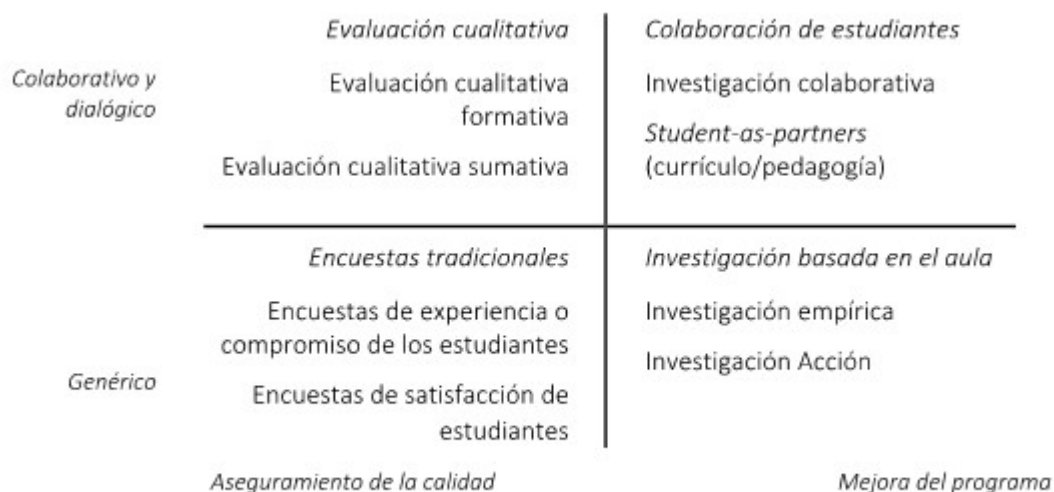 Evaluación cualitativa
Colaboración de estudiantes
Colaborativo y
dialógico
Evaluación cualitativa
formativa
Evaluación cualitativa sumativa
Investigación colaborativa
Student-as-partners
(currículo/pedagogía)
Encuestas tradicionales
Investigación basada en el aula
Genérico
Encuestas de experiencia o
compromiso de los estudiantes
Encuestas de satisfacción de
estudiantes
Investigación empírica
Investigación Acción
Aseguramiento de la calidad
Mejora del programa